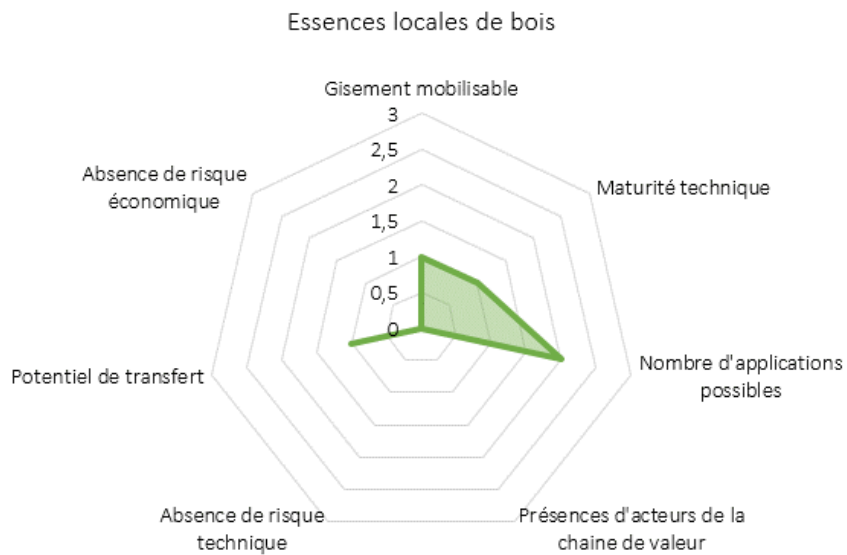 Essences locales de bois
Gisement mobilisable
3
2,5
2
1,5
1
0,5
0
Maturité technique
Nombre d'applications
possibles
Présences d'acteurs de la
chaine de valeur
Absence de risque
technique
Potentiel de transfert
Absence de risque
économique